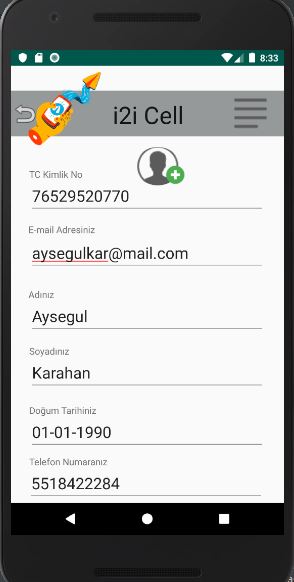 8:33
i2i Cell
TC Kimlik No
76529520770
E-mail Adresiniz
aysegulkar@mail.com
Adınız
Aysegul
Soyadınız
Karahan
Doğum Tarihiniz
01-01-1990
Telefon Numaranız
5518422284